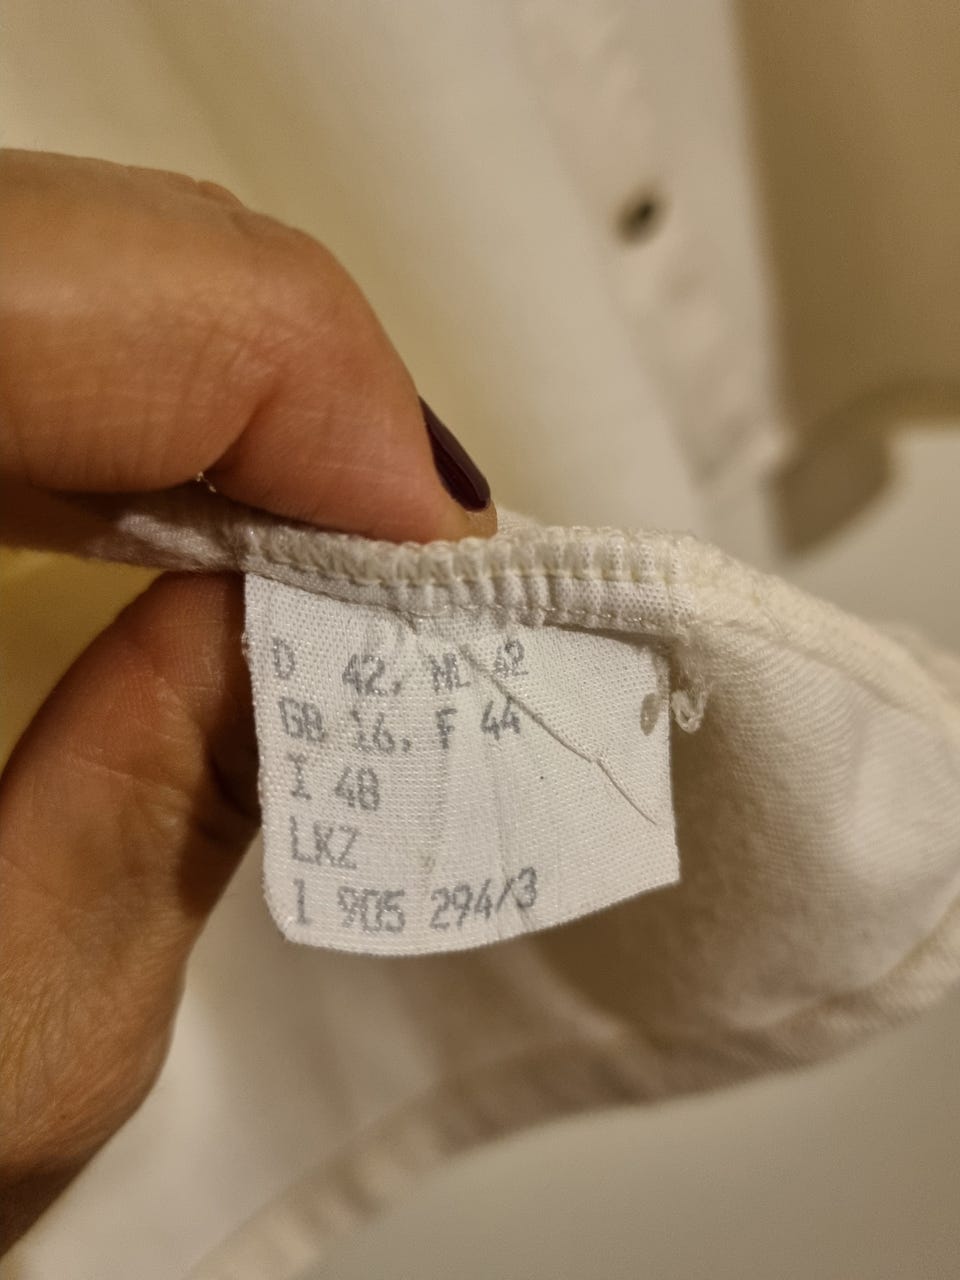 D 42, NL 42
GB 16, F 44
I 48
LKZ
1 905 294/3